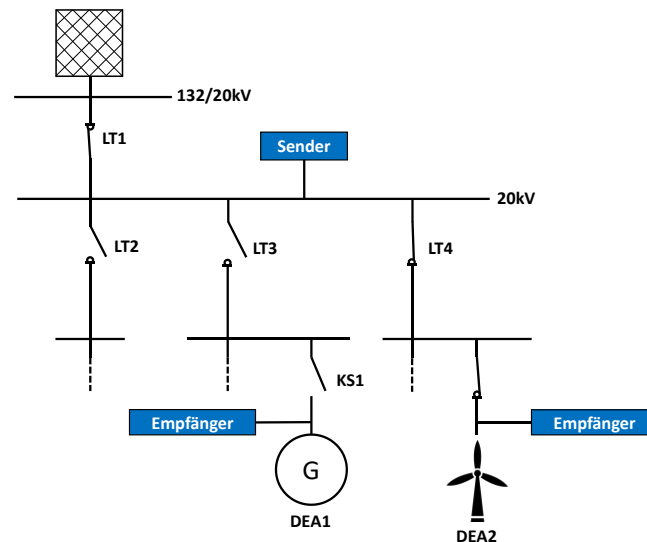 132/20kV
LT1
Sender
20kV
LT2
LT3
LT4
KS1
Empfänger
Empfänger
G
DEA1
DEA2